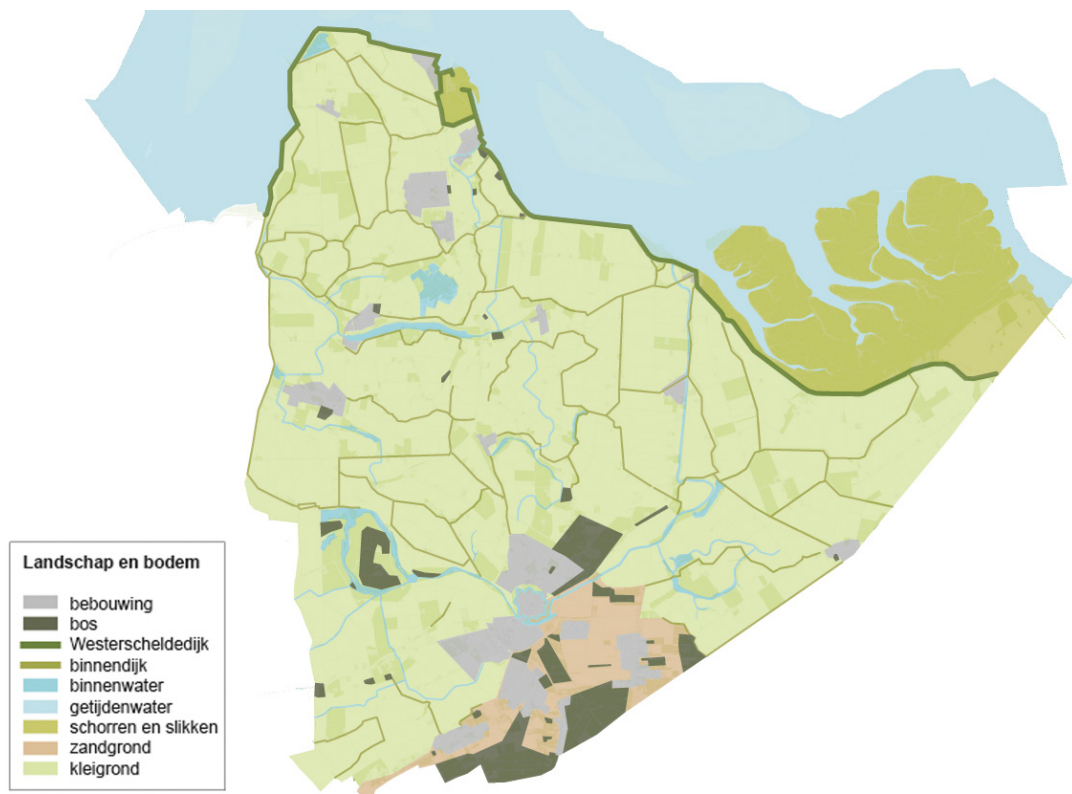 Landschap en bodem
bebouwing
bos
Westerscheldedijk
binnendijk
binnenwater
getijdenwater
schorren en slikken
zandgrond
kleigrond